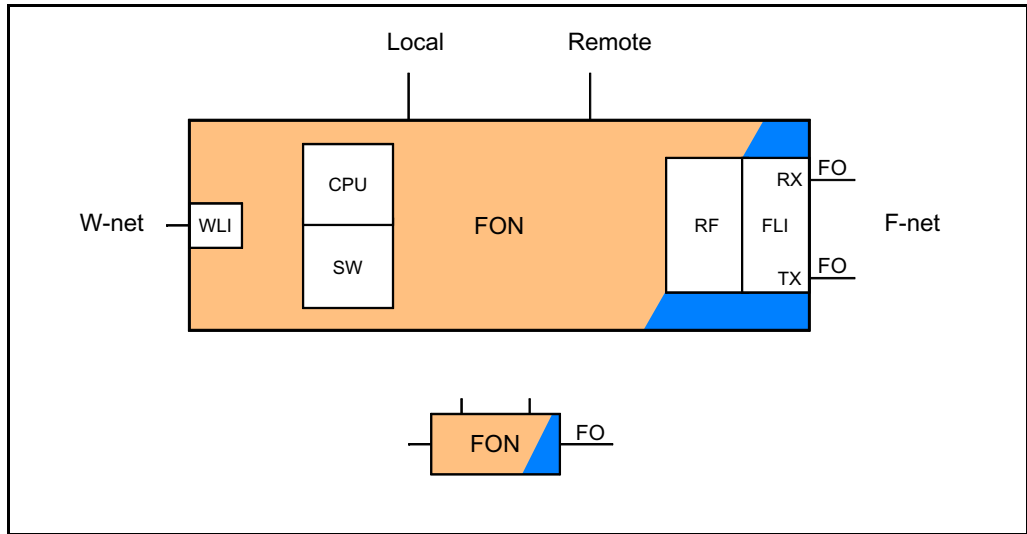 Local Remote
CPU
RX FO
W-net WLI FON RF FLI F-net
SW
TX FO
FON FO